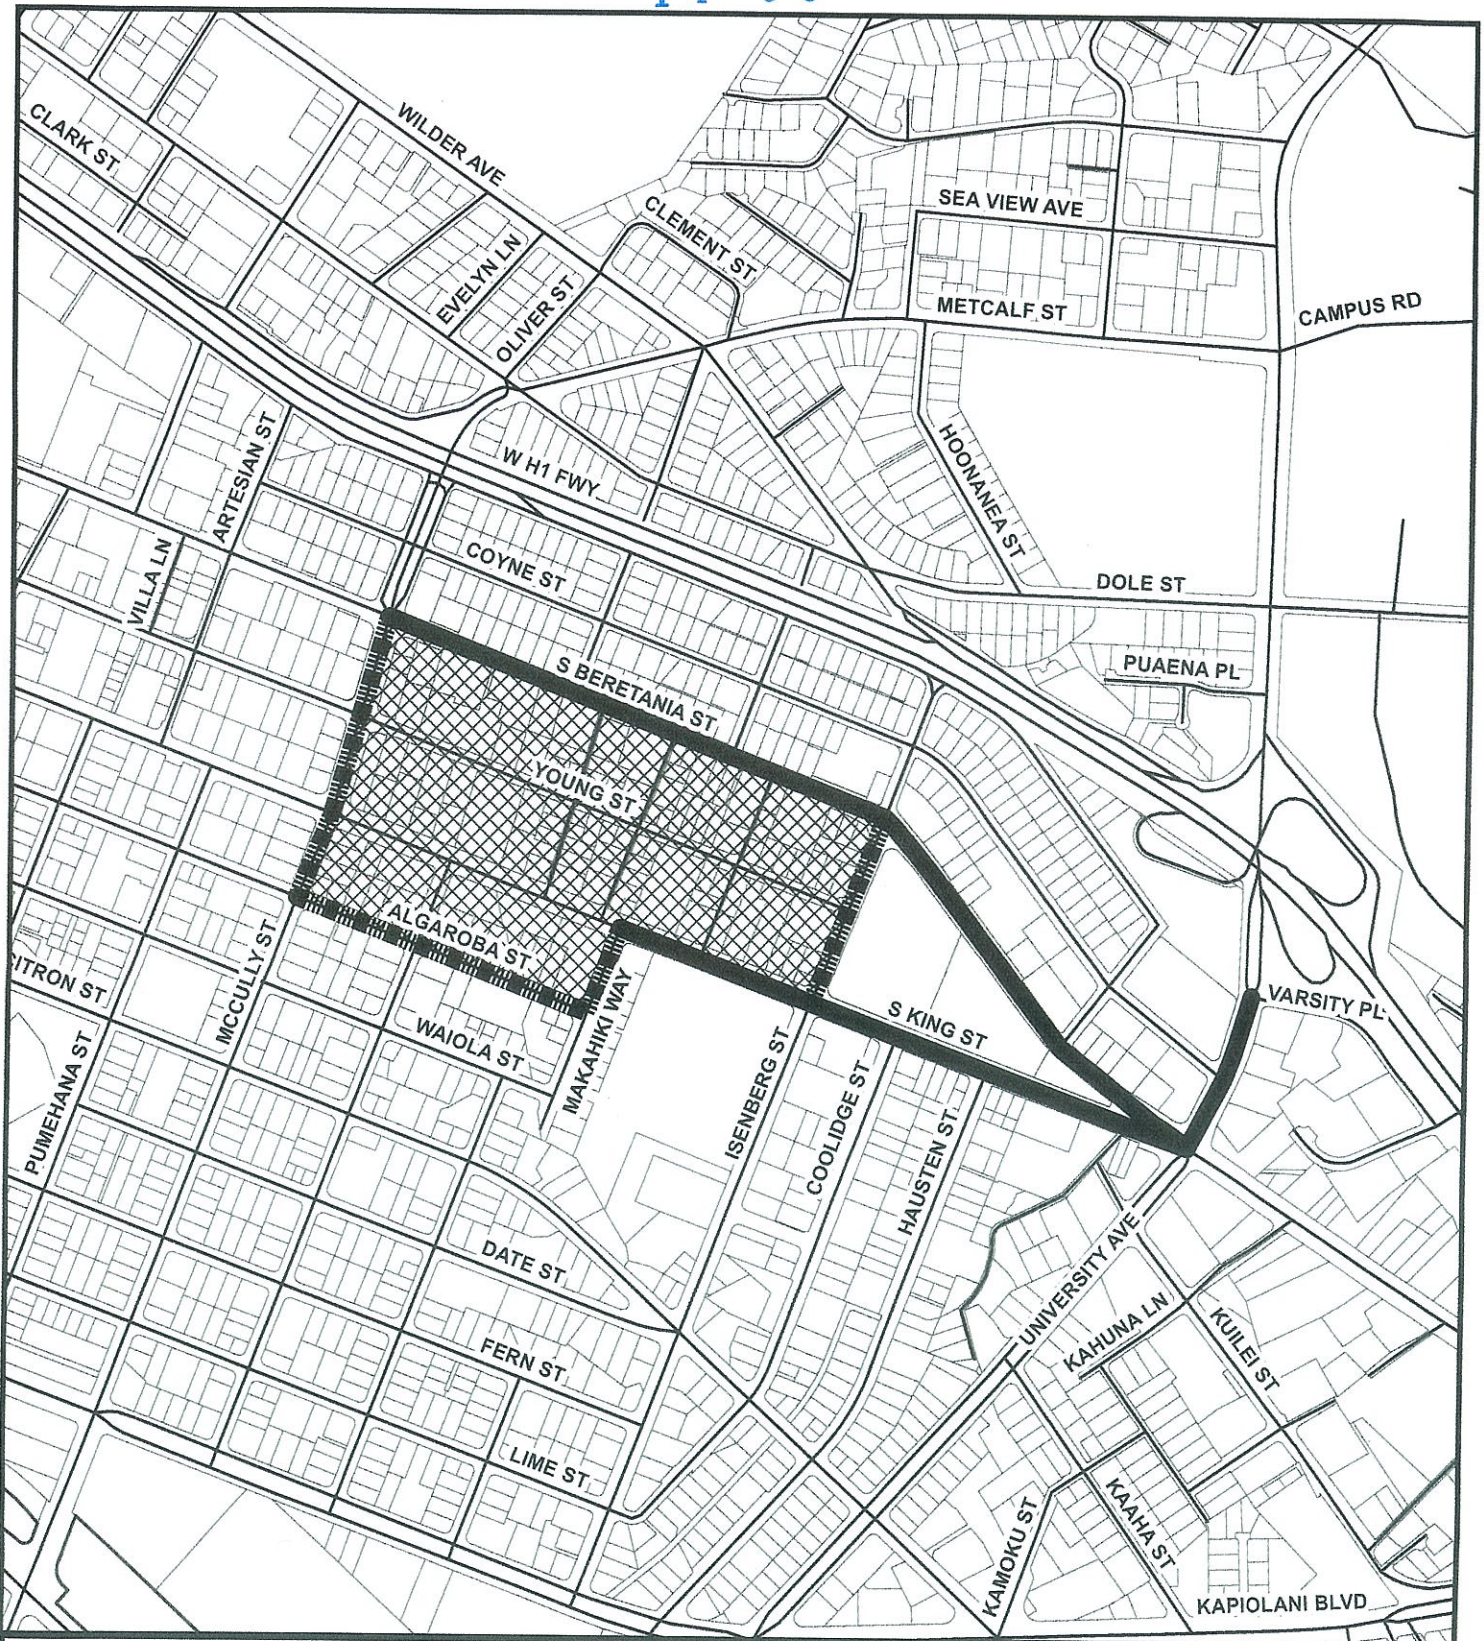 WILDER AVE
CLARK ST
SEA VIEW AVE
CLEMENT ST
EVELYN LN
OLIVER ST
METCALF ST
CAMPUS RD
ARTESIAN ST
W H1 FWY
HOONANEA ST
COYNE ST
VILLA LN
DOLE ST
S BERETANIA ST
PUAENA PL
YOUNG ST
ALGAROBA ST
MCCULLY ST
ITRON ST
MAKAHIKI WAY
S KING ST
VARSITY PL
WAIOLA ST
PUMEHANA ST
ISENBERG ST
COOLIDGE ST
HAUSTEN ST
DATE ST
UNIVERSITY AVE
KAHUNA LN
KUILEI ST
FERN ST
LIME ST
KAMOKU ST
KAAHA ST
KAPIOLANI BLVD